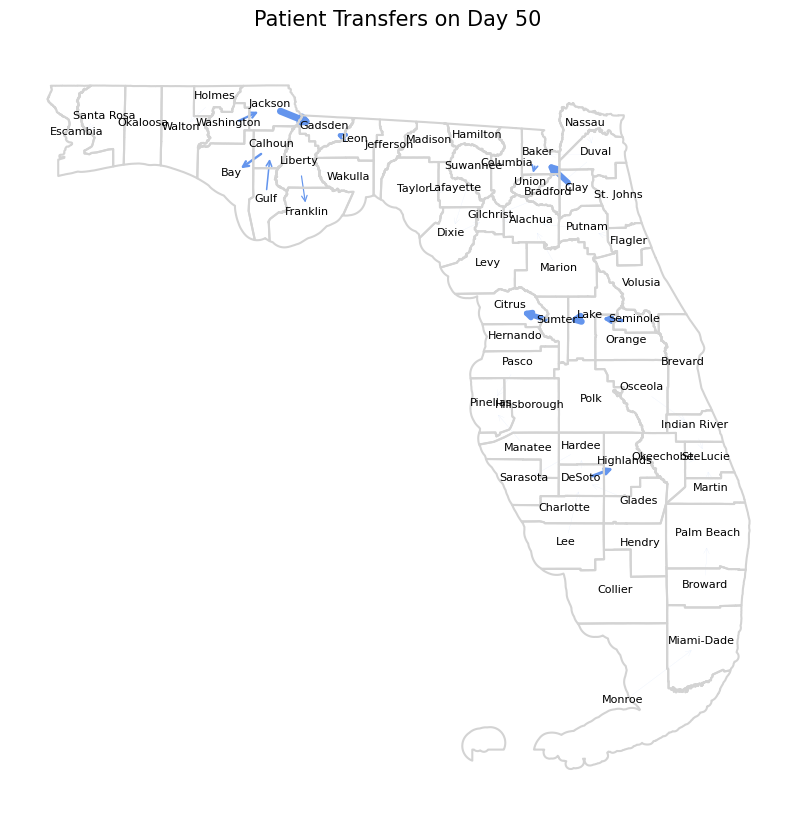 Patient Transfers on Day 50
Holmes
Jackson
Santa Rosa
Okaloosa
Walton
Washington
Escambia
Gadsden
Leon
Calhoun
Jefferson
Madison
Hamilton
Nassau
Liberty
Bay
Wakulla
Suwannee
Columbia
Baker
Duval
Gulf
Franklin
Taylor
Lafayette
Union
Bradford
Clay
St. Johns
Gilchrist
Alachua
Dixie
Putnam
Flagler
Levy
Marion
Volusia
Citrus
Sumter
Lake
Seminole
Hernando
Orange
Pasco
Brevard
Osceola
Pinellas
Hillsborough
Polk
Indian River
Manatee
Hardee
Highlands
Okeechobee
St. Lucie
Sarasota
DeSoto
Martin
Charlotte
Glades
Lee
Hendry
Palm Beach
Collier
Broward
Miami-Dade
Monroe